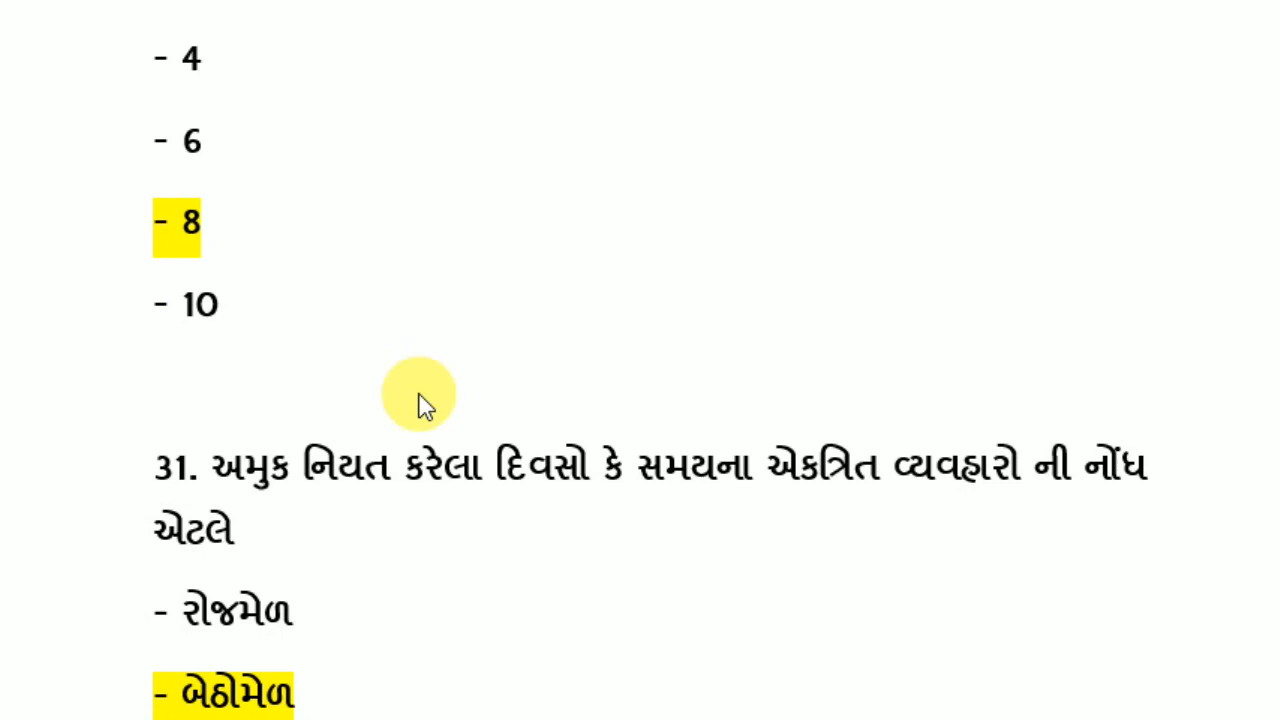 - 4
- 6
- 8
- 10
31. અમુક નિયત કરેલા દિવસો કે સમયના એકત્રિત વ્યવહારો ની નોંધ
એટલે
- રોજમેળ
- બેઠોમેળ